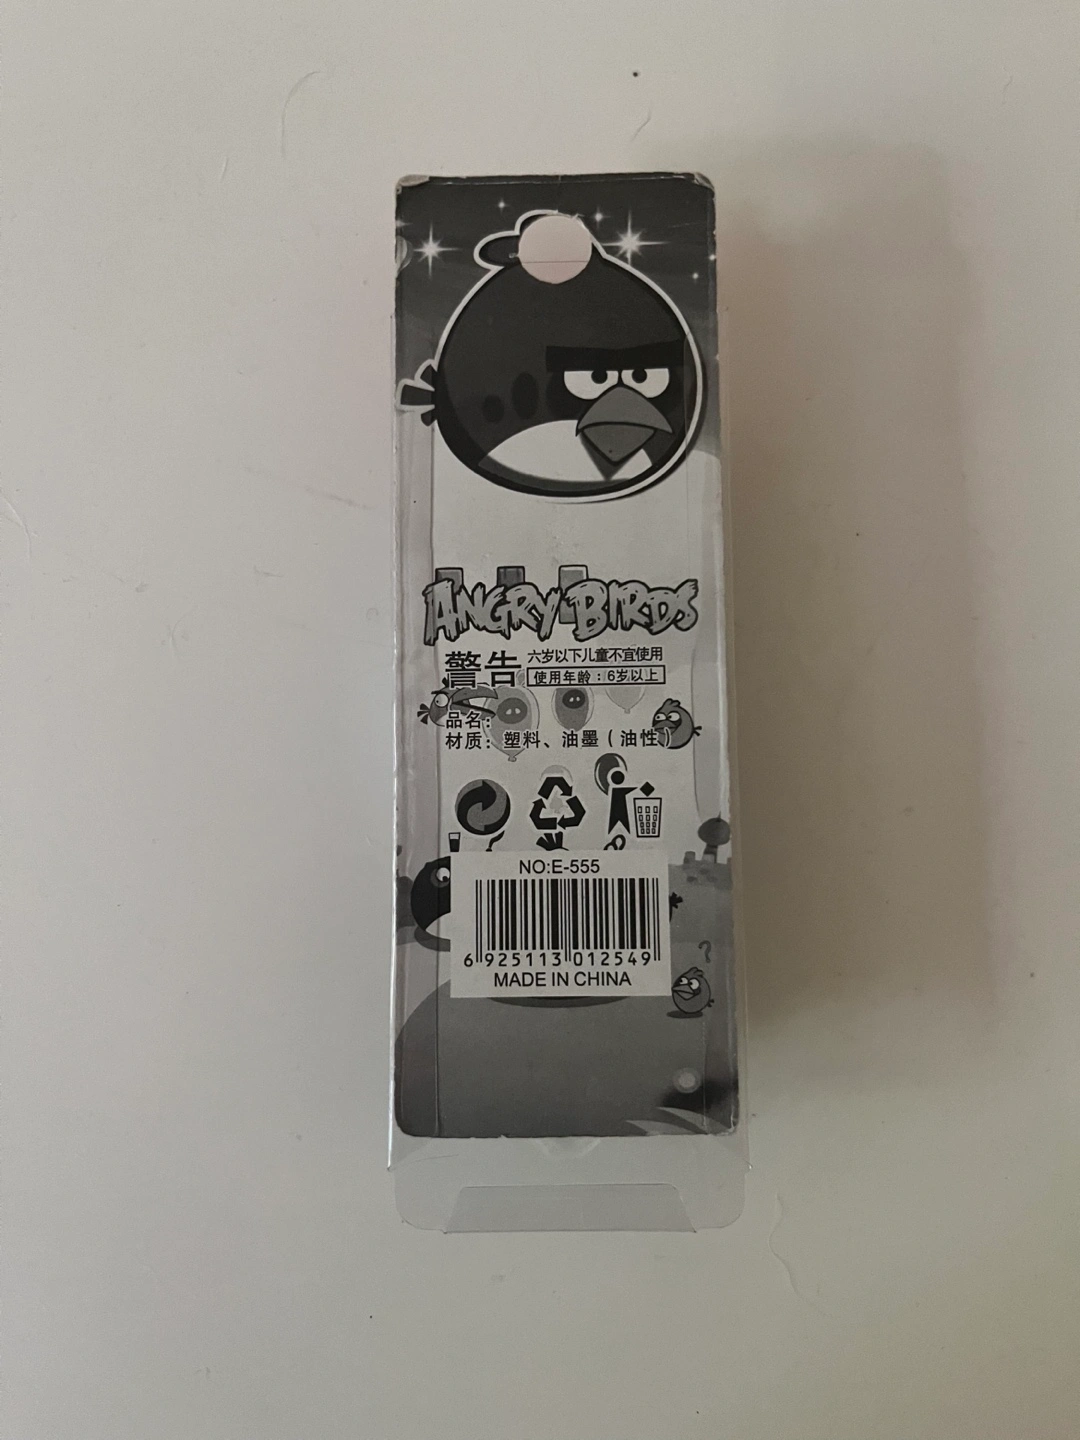 ANGRY BIRDS
警告
六岁以下儿童不宜使用
使用年龄：6岁以上
品名：
材质：塑料、油墨（油性）
NO:E-555
6 925113 012549
MADE IN CHINA
?